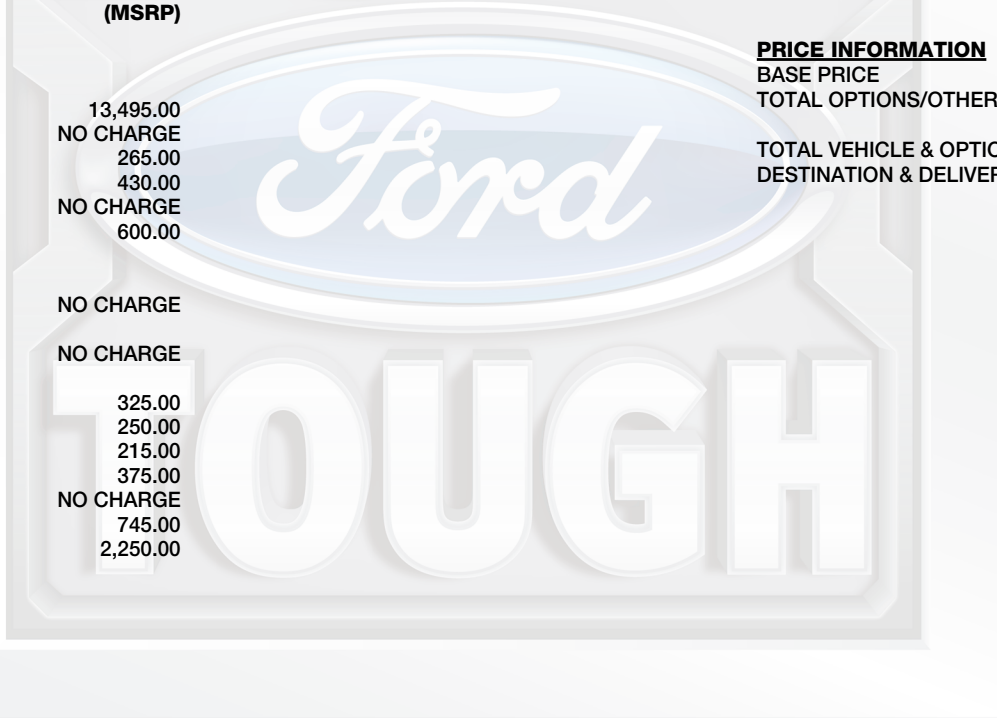 (MSRP)
13,495.00
NO CHARGE
265.00
430.00
NO CHARGE
600.00
NO CHARGE
NO CHARGE
325.00
250.00
215.00
375.00
NO CHARGE
745.00
2,250.00
PRICE INFORMATION
BASE PRICE
TOTAL OPTIONS/OTHER
TOTAL VEHICLE & OPTIO
DESTINATION & DELIVER
Ford
TOUGH